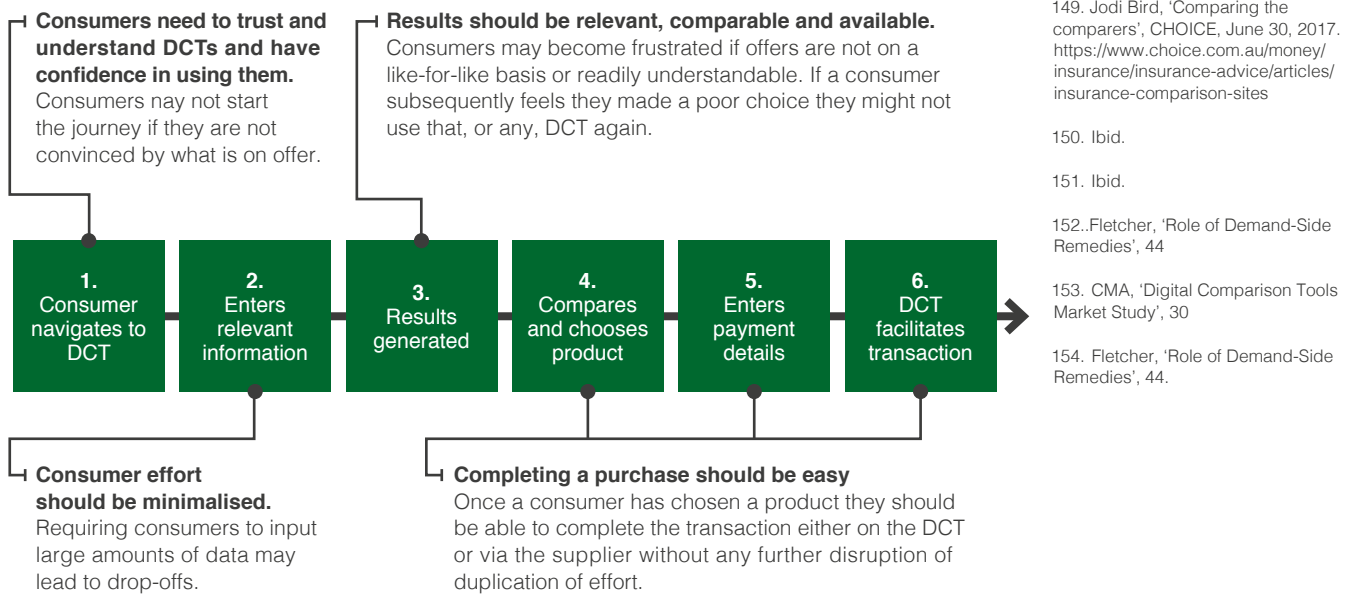 Consumers need to trust and
understand DCTs and have
confidence in using them.
Consumers nay not start
the journey if they are not
convinced by what is on offer.
Results should be relevant, comparable and available.
Consumers may become frustrated if offers are not on a
like-for-like basis or readily understandable. If a consumer
subsequently feels they made a poor choice they might not
use that, or any, DCT again.
1.
Consumer
navigates to
DCT
2.
Enters
relevant
information
3.
Results
generated
4.
Compares
and chooses
product
5.
Enters
payment
details
6.
DCT
facilitates
transaction
Consumer effort
should be minimalised.
Requiring consumers to input
large amounts of data may
lead to drop-offs.
Completing a purchase should be easy
Once a consumer has chosen a product they should
be able to complete the transaction either on the DCT
or via the supplier without any further disruption of
duplication of effort.
149. Jodi Bird, ‘Comparing the
comparers’, CHOICE, June 30, 2017.
https://www.choice.com.au/money/
insurance/insurance-advice/articles/
insurance-comparison-sites
150. Ibid.
151. Ibid.
152..Fletcher, ‘Role of Demand-Side
Remedies’, 44
153. CMA, ‘Digital Comparison Tools
Market Study’, 30
154. Fletcher, ‘Role of Demand-Side
Remedies’, 44.